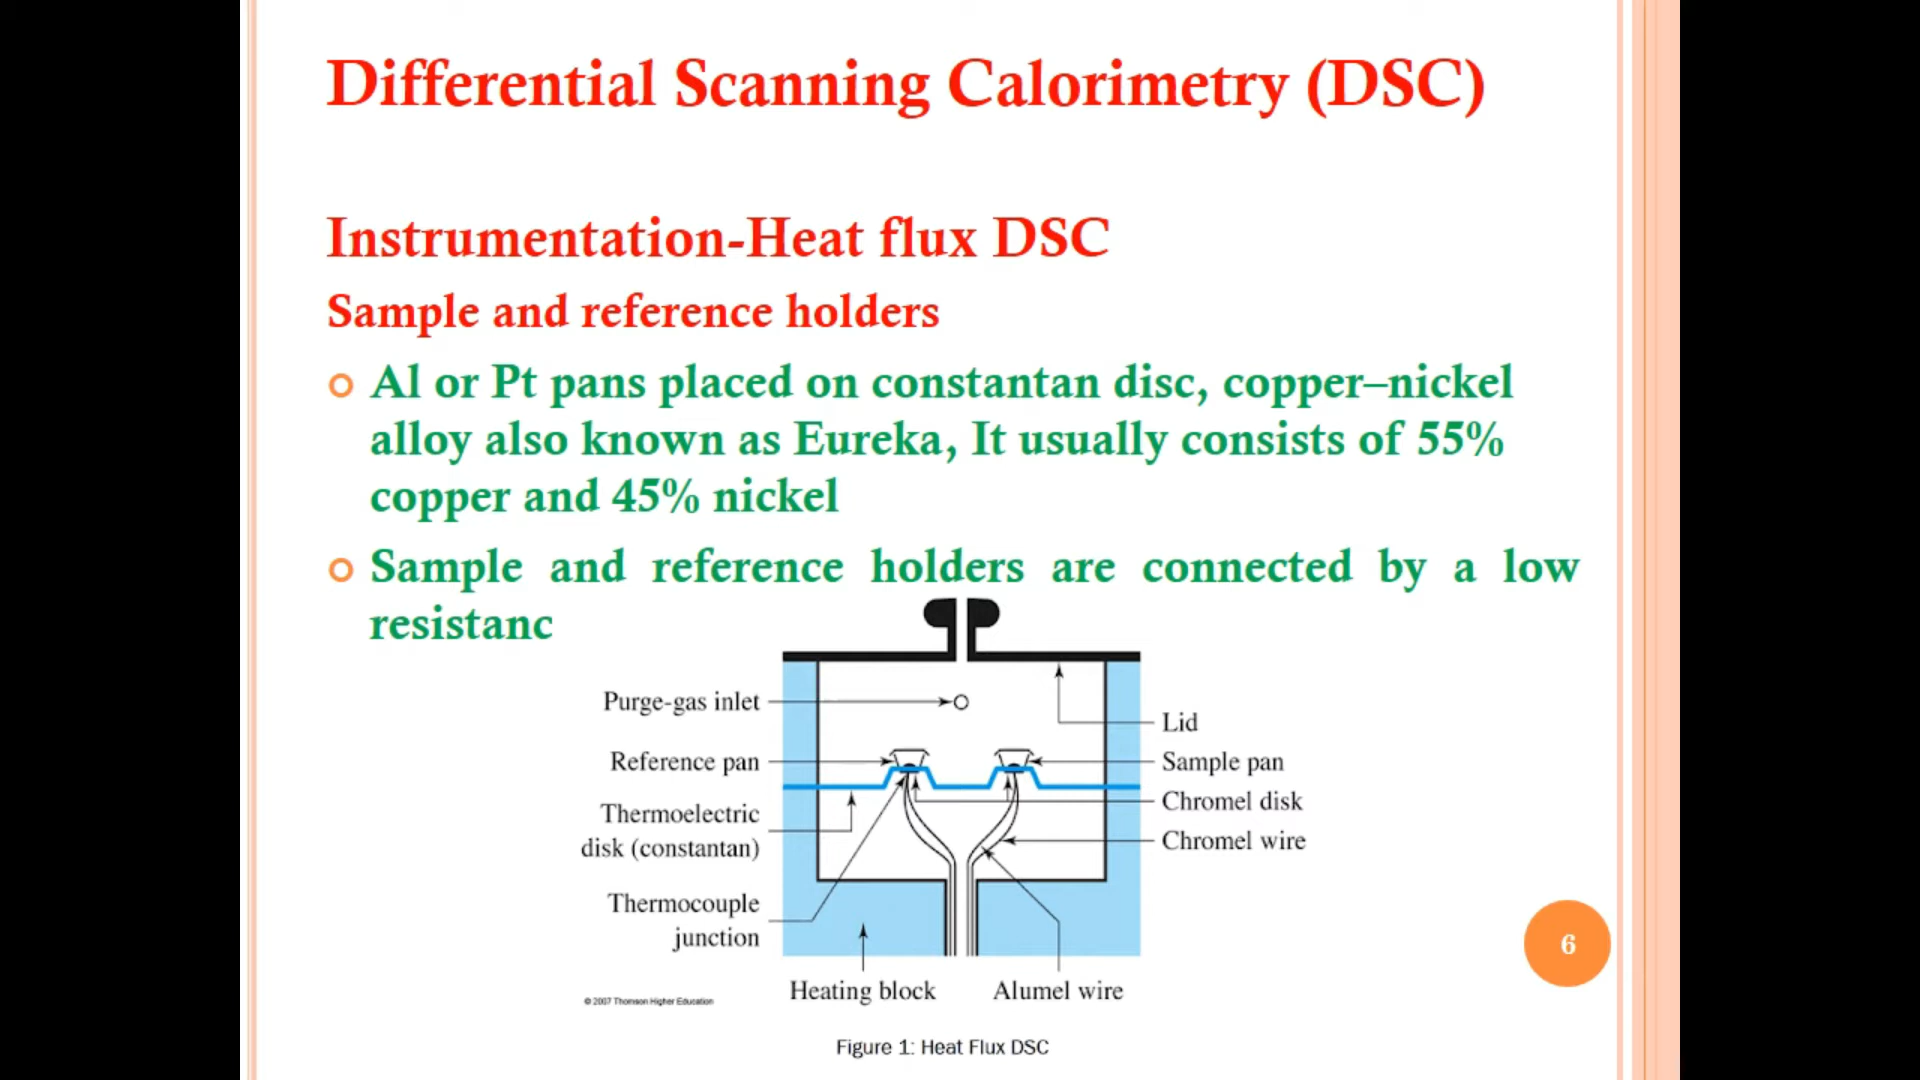 Differential Scanning Calorimetry (DSC)
Instrumentation-Heat flux DSC
Sample and reference holders
Al or Pt pans placed on constantan disc, copper–nickel
alloy also known as Eureka, It usually consists of 55%
copper and 45% nickel
Sample and reference holders are connected by a low
resistanc
Purge-gas inlet
Lid
Reference pan
Sample pan
Chromel disk
Thermoelectric
disk (constantan)
Chromel wire
Thermocouple
junction
Heating block
Alumel wire
© 2007 Thomson Higher Education
Figure 1: Heat Flux DSC
6